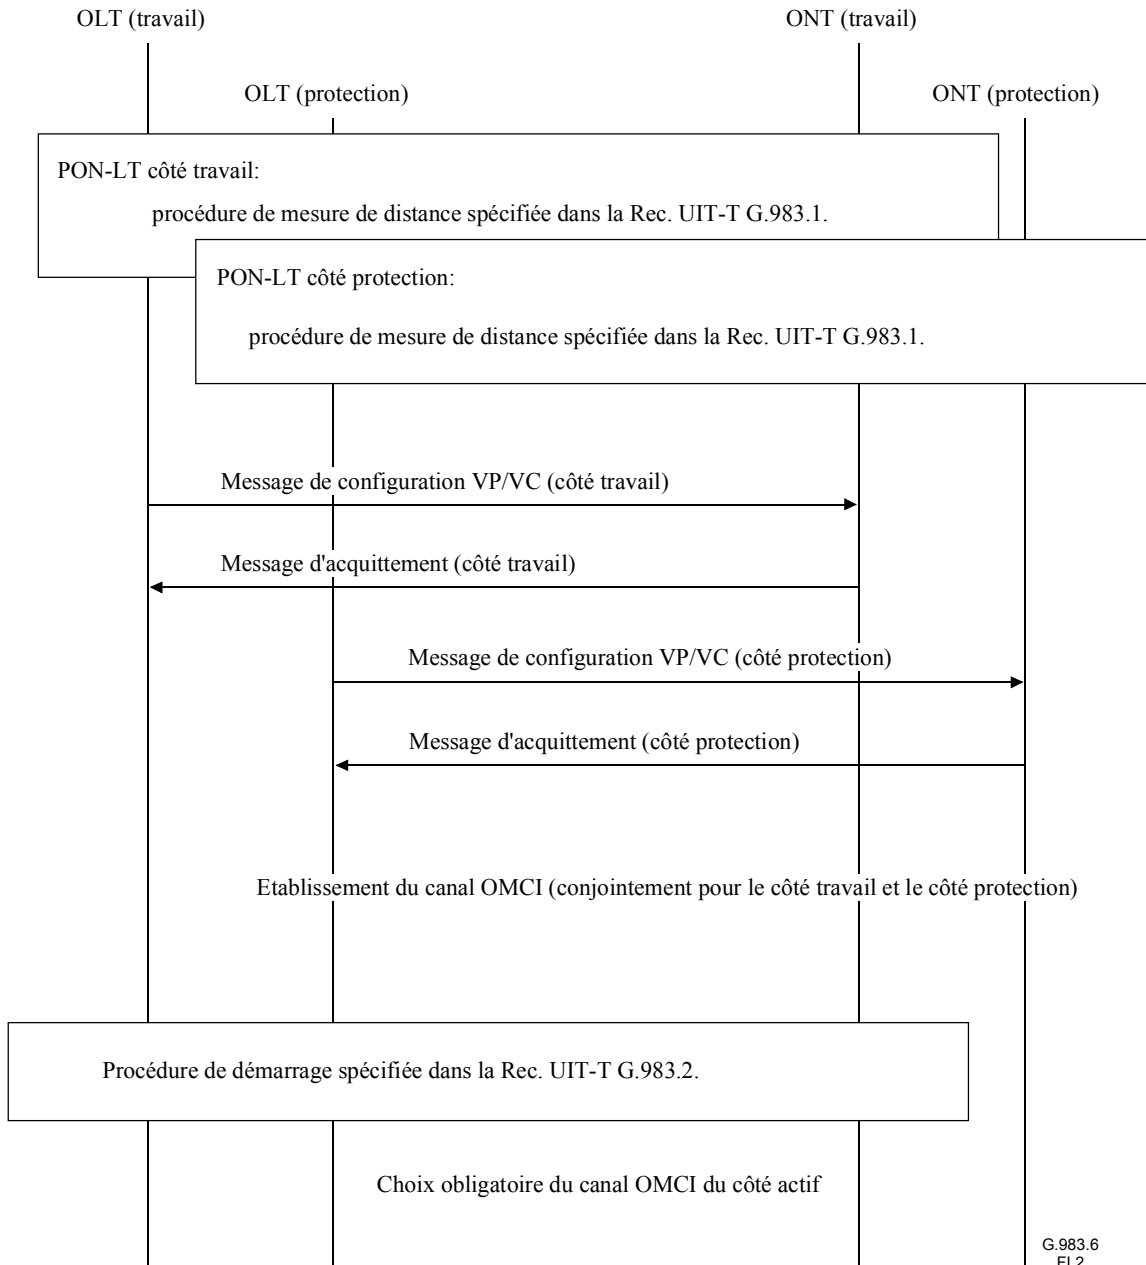 OLT (travail)
ONT (travail)
OLT (protection)
ONT (protection)
PON-LT côté travail:
procédure de mesure de distance spécifiée dans la Rec. UIT-T G.983.1.
PON-LT côté protection:
procédure de mesure de distance spécifiée dans la Rec. UIT-T G.983.1.
Message de configuration VP/VC (côté travail)
Message d'acquittement (côté travail)
Message de configuration VP/VC (côté protection)
Message d'acquittement (côté protection)
Etablissement du canal OMCI (conjointement pour le côté travail et le côté protection)
Procédure de démarrage spécifiée dans la Rec. UIT-T G.983.2.
Choix obligatoire du canal OMCI du côté actif
G.983.6